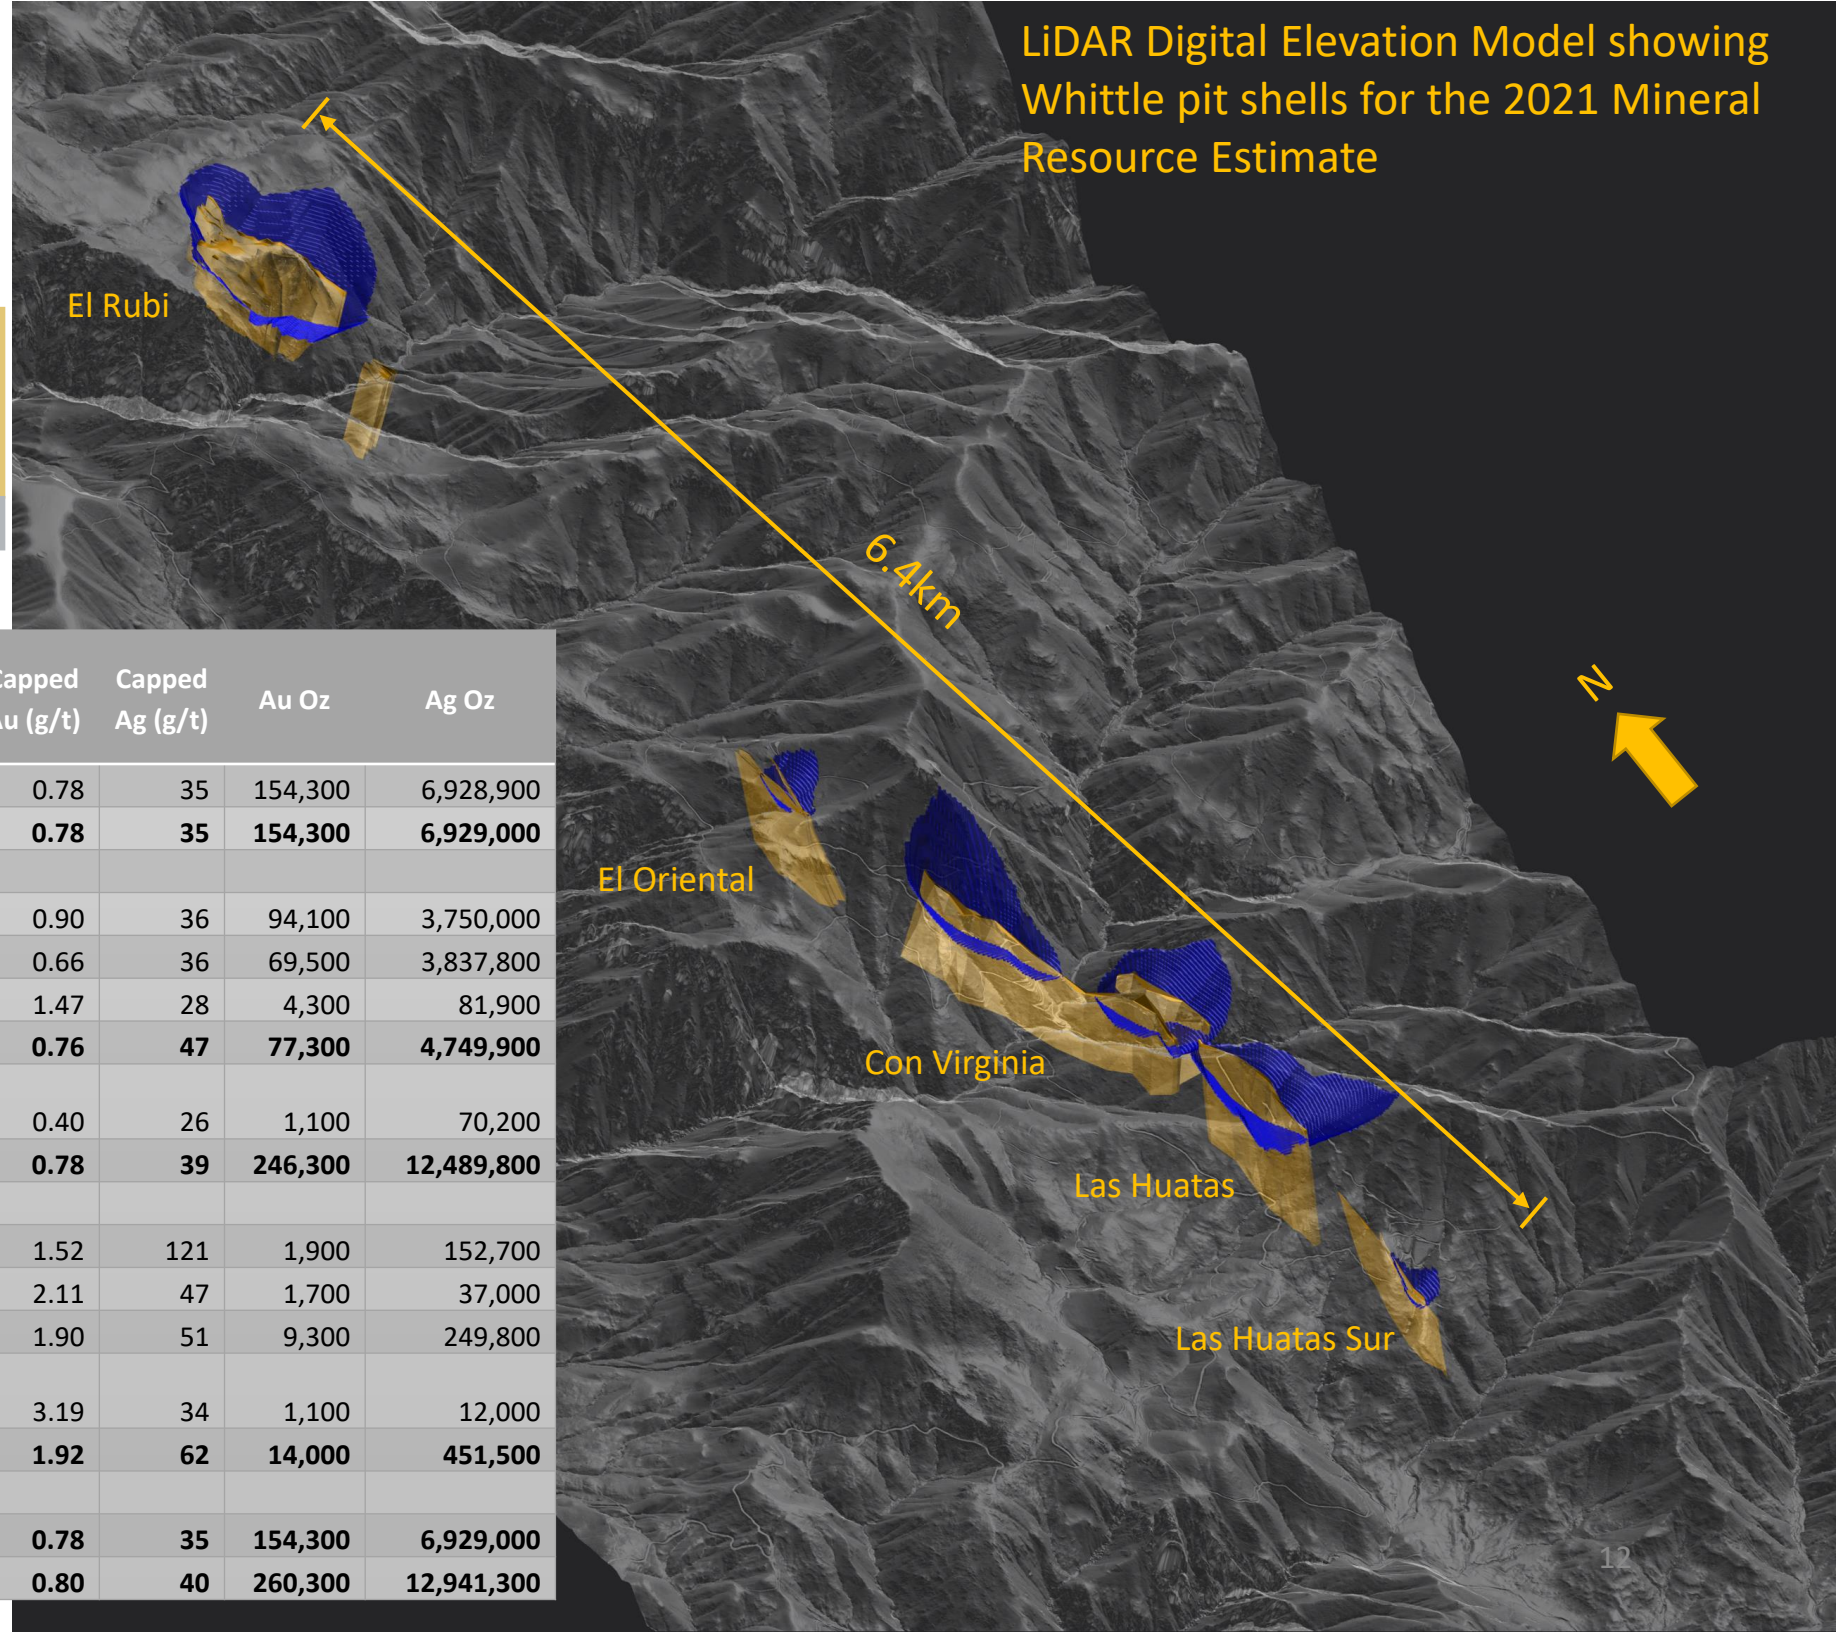 LiDAR Digital Elevation Model showing
Whittle pit shells for the 2021 Mineral
Resource Estimate
El Rubi
6.4km
N
Capped Au (g/t) Capped Ag (g/t) Au Oz Ag Oz
0.78 35 154,300 6,928,900
0.78 35 154,300 6,929,000
0.90 36 94,100 3,750,000
0.66 36 69,500 3,837,800
1.47 28 4,300 81,900
0.76 47 77,300 4,749,900
0.40 26 1,100 70,200
0.78 39 246,300 12,489,800
1.52 121 1,900 152,700
2.11 47 1,700 37,000
1.90 51 9,300 249,800
3.19 34 1,100 12,000
1.92 62 14,000 451,500
0.78 35 154,300 6,929,000
0.80 40 260,300 12,941,300
El Oriental
Con Virginia
Las Huatas
Las Huatas Sur
12